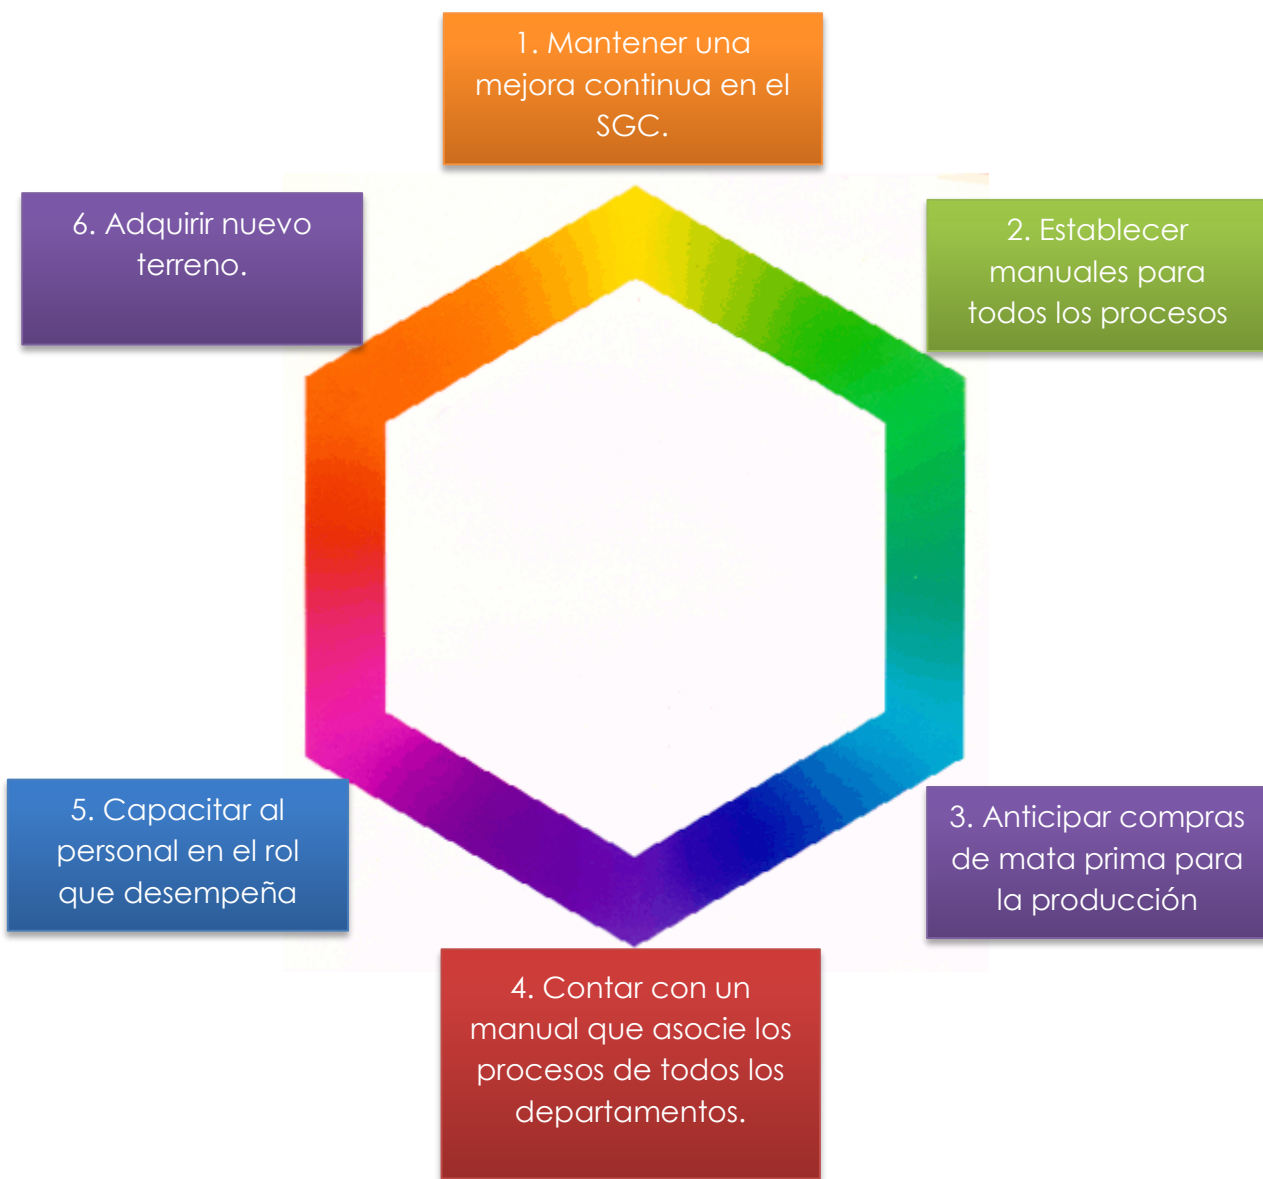 1. Mantener una
mejora continua en el
SGC.
2. Establecer
manuales para
todos los procesos
3. Anticipar compras
de mata prima para
la producción
4. Contar con un
manual que asocie los
procesos de todos los
departamentos.
5. Capacitar al
personal en el rol
que desempeña
6. Adquirir nuevo
terreno.